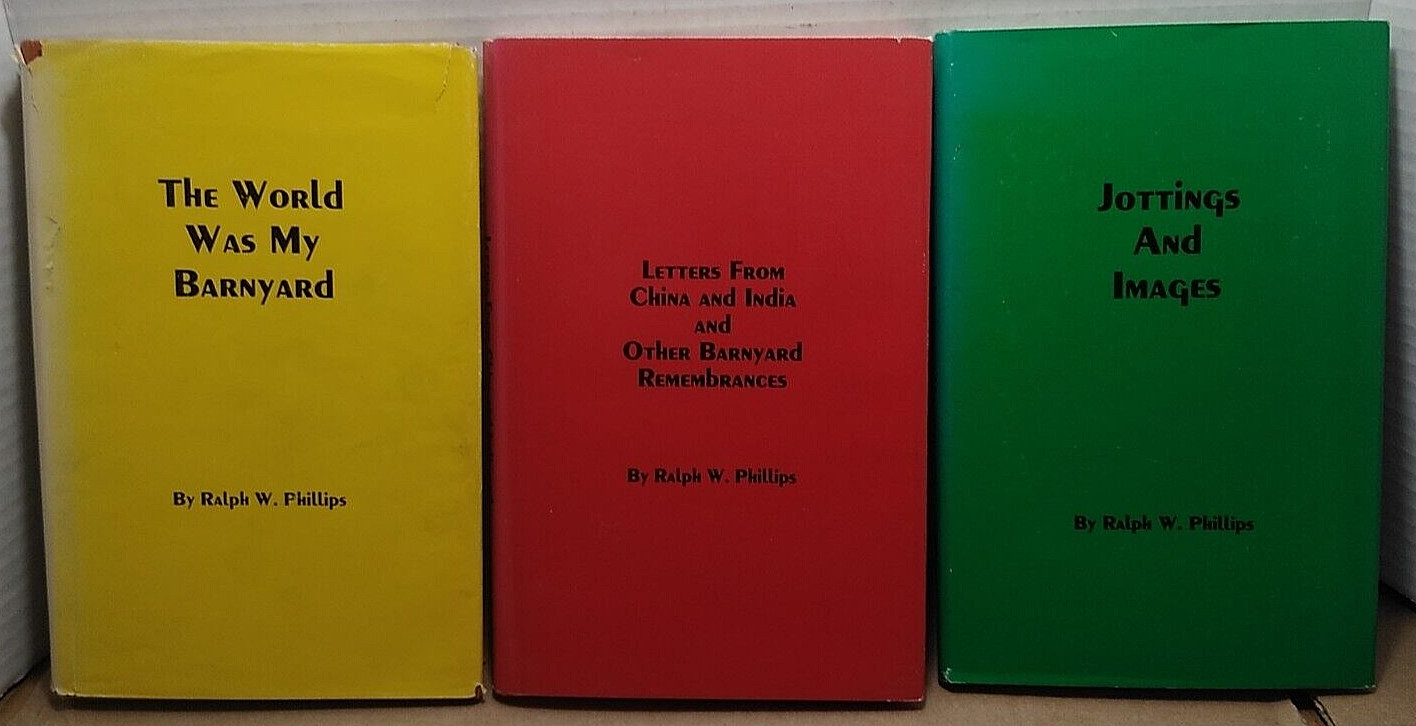 The World
Was My
Barnyard
By Ralph W. Phillips
Letters From
China and India
and
Other Barnyard
Remembrances
By Ralph W. Phillips
Jottings
And
Images
By Ralph W. Phillips